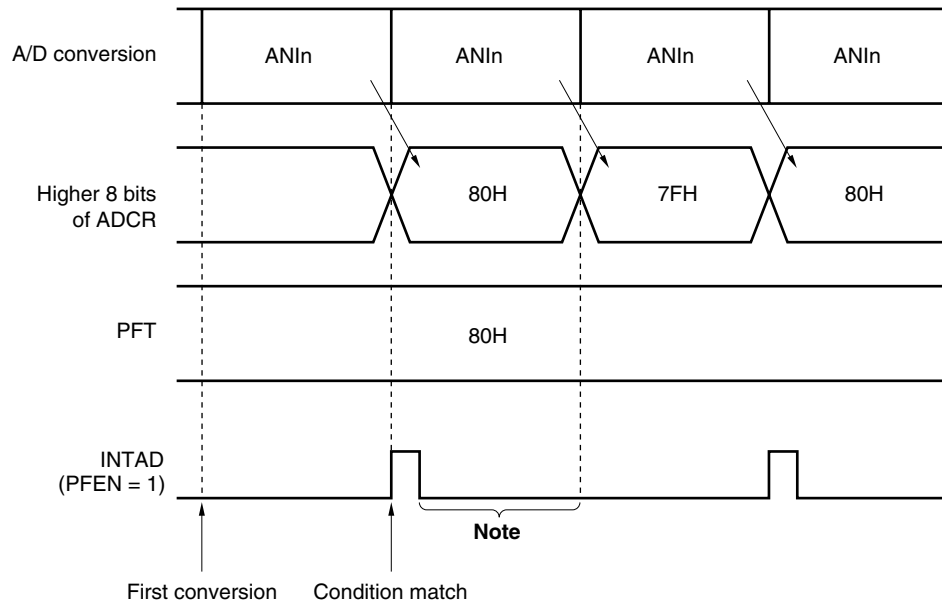 A/D conversion
ANIn
ANIn
ANIn
ANIn
Higher 8 bits
of ADCR
80H
7FH
80H
PFT
80H
INTAD
(PFEN = 1)
Note
First conversion
Condition match